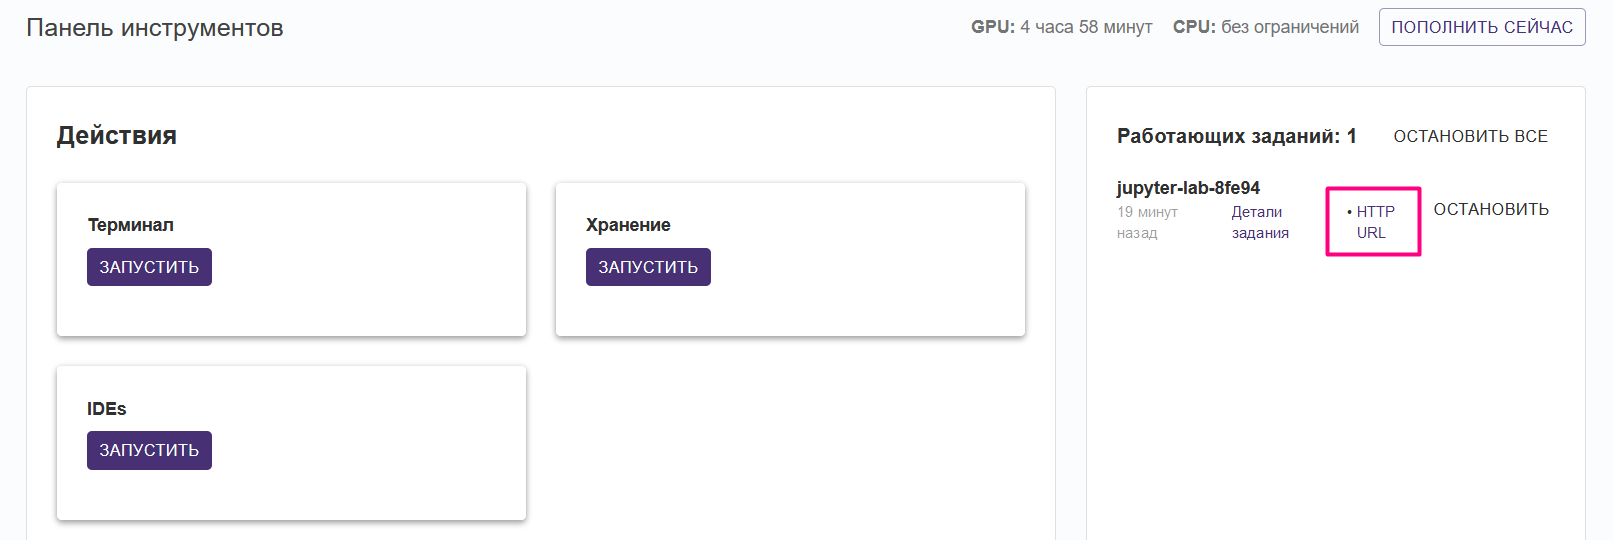 Панель инструментов
GPU: 4 часа 58 минут CPU: без ограничений ПОПОЛНИТЬ СЕЙЧАС
Действия
Терминал
ЗАПУСТИТЬ
Хранение
ЗАПУСТИТЬ
IDEs
ЗАПУСТИТЬ
Работающих заданий: 1 ОСТАНОВИТЬ ВСЕ
jupyter-lab-8fe94
19 минут
назад
Детали
задания
• HTTP
URL
ОСТАНОВИТЬ